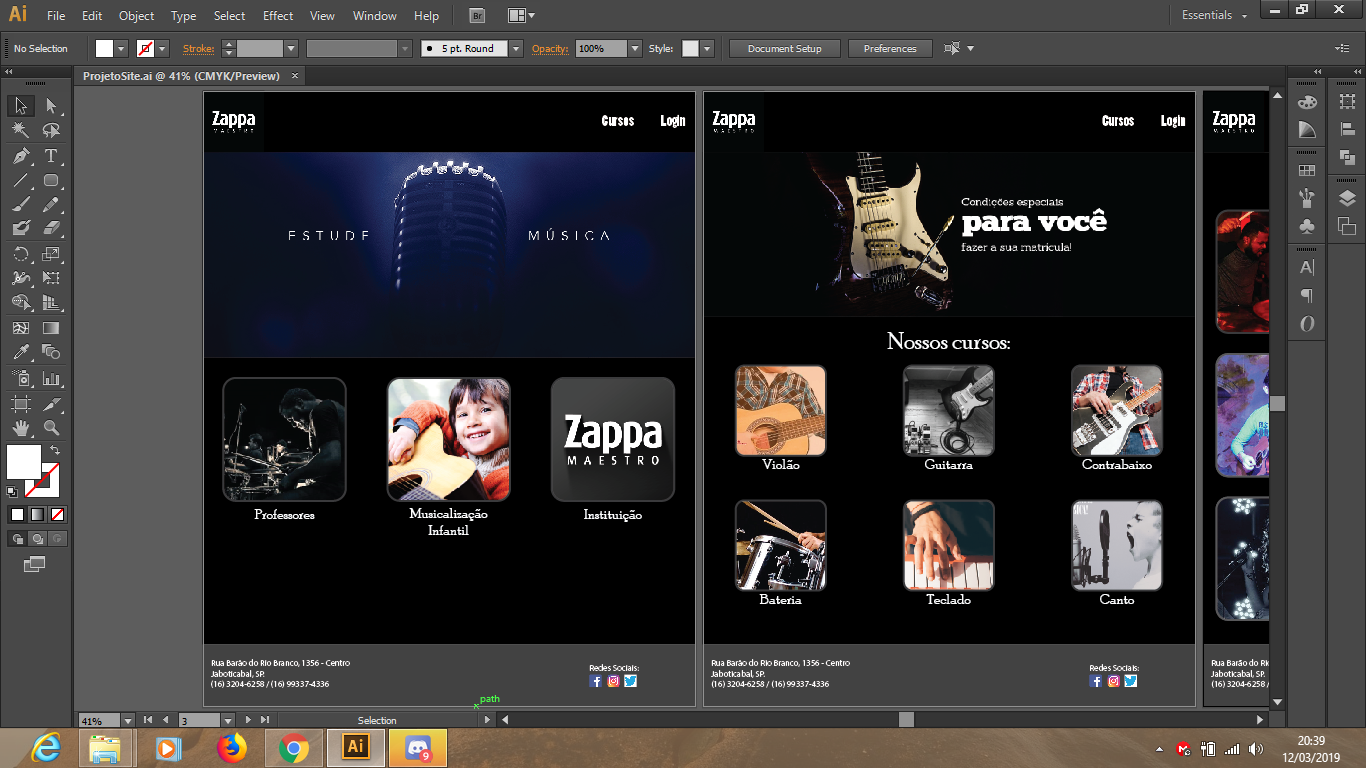 Ai File Edit Object Type Select Effect View Window Help Br Essentials
No Selection Stroke: 5 pt. Round Opacity: 100% Style: Document Setup Preferences
ProjetoSite.ai @ 41% (CMYK/Preview) ×
Zappa
MAESTRO
Cursos Login
ESTUDE MÚSICA
Professores
Musicalização
Infantil
Zappa
MAESTRO
Instituição
Rua Barão do Rio Branco, 1356 - Centro
Jaboticabal, SP.
(16) 3204-6258 / (16) 99337-4336
Redes Sociais:
path
Zappa
MAESTRO
Cursos Login
Condições especiais
para você
fazer a sua matrícula!
Nossos cursos:
Violão Guitarra Contrabaixo
Bateria Teclado Canto
Rua Barão do Rio Branco, 1356 - Centro
Jaboticabal, SP.
(16) 3204-6258 / (16) 99337-4336
Redes Sociais:
Zappa
MAESTRO
Rua Barão do Ri
Jaboticabal, SP.
(16) 3204-6258
41% 3 Selection
Ai 9
20:39
12/03/2019